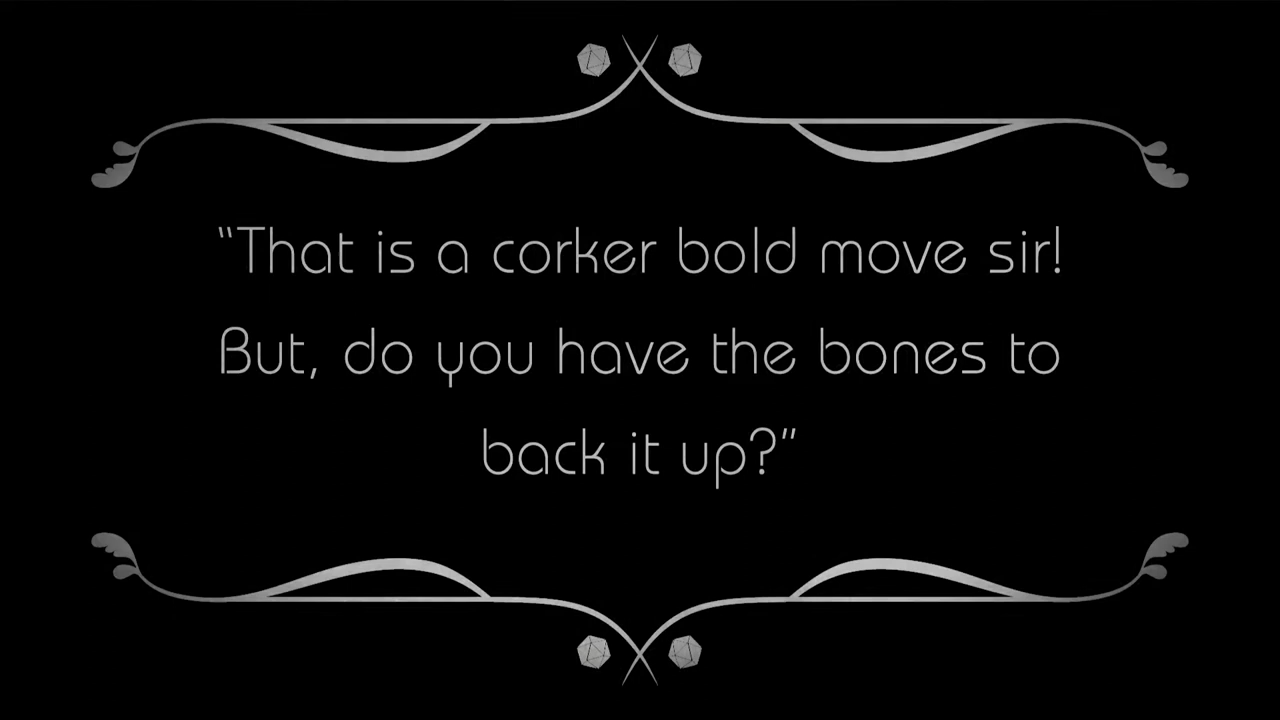 “That is a corker bold move sir!
But, do you have the bones to
back it up?”